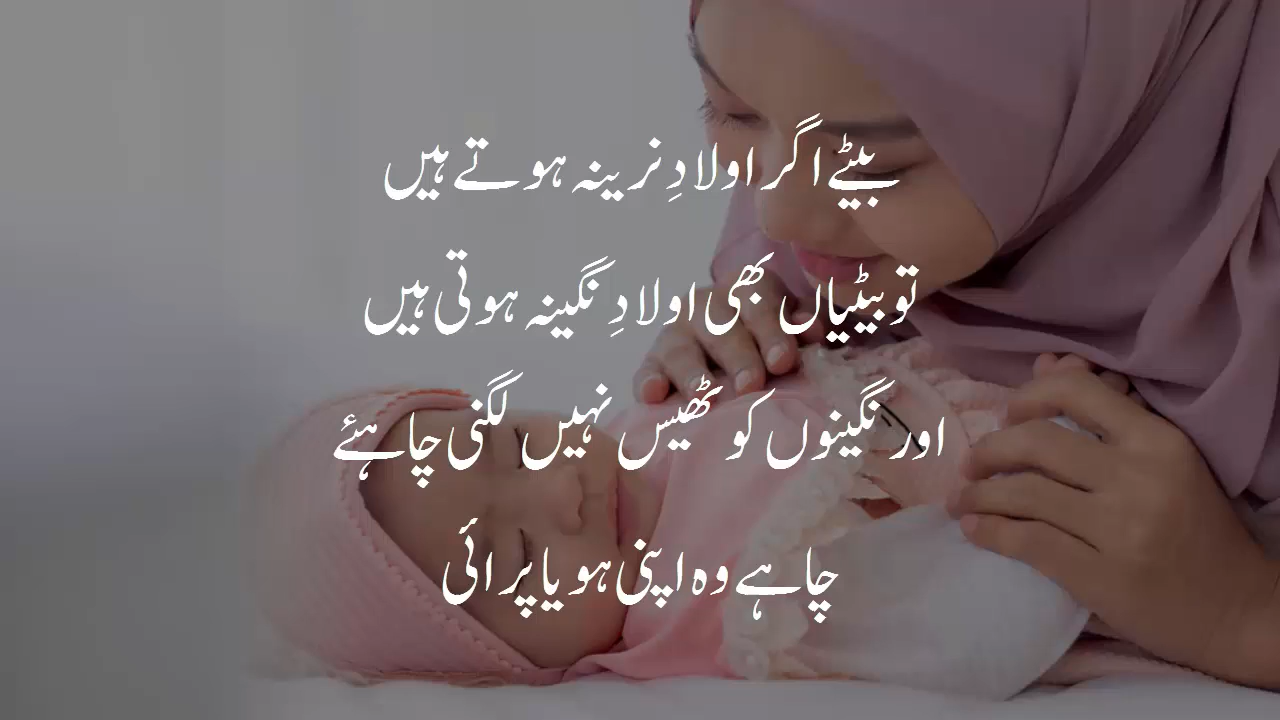 بیٹے اگر اولادِ نرینہ ہوتے ہیں
تو بیٹیاں بھی اولادِ نگینہ ہوتی ہیں
اور نگینوں کو ٹھیس نہیں لگنی چاہئے
چاہے وہ اپنی ہو یا پرائی